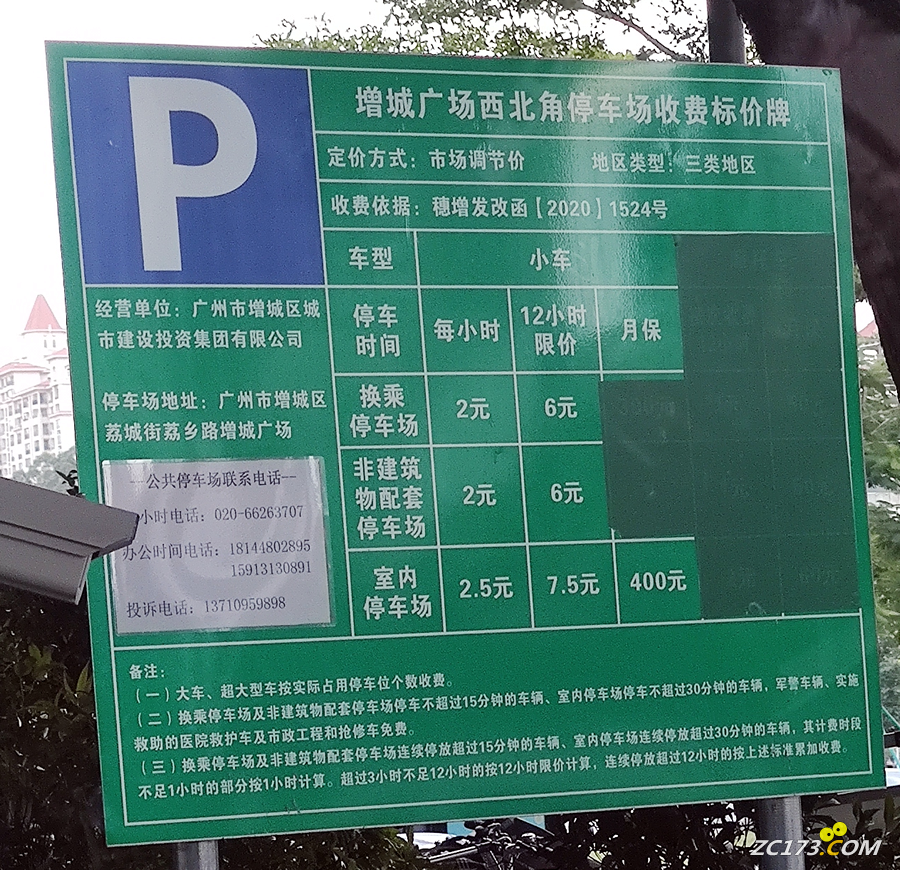 P
增城广场西北角停车场收费标价牌
定价方式：市场调节价 地区类型：三类地区
收费依据：穗增发改函【2020】1524号
经营单位：广州市增城区城
市建设投资集团有限公司
停车场地址：广州市增城区
荔城街荔乡路增城广场
--公共停车场联系电话--
小时电话：020-66263707
办公时间电话：18144802895
15913130891
投诉电话：13710959898
车型 小车
停车
时间 每小时 12小时
限价 月保
换乘
停车场 2元 6元
非建筑
物配套
停车场 2元 6元
室内
停车场 2.5元 7.5元 400元
备注：
（一）大车、超大型车按实际占用停车位个数收费。
（二）换乘停车场及非建筑物配套停车场停车不超过15分钟的车辆、室内停车场停车不超过30分钟的车辆，军警车辆、实施
救助的医院救护车及市政工程和抢修车免费。
（三）换乘停车场及非建筑物配套停车场连续停放超过15分钟的车辆、室内停车场连续停放超过30分钟的车辆，其计费时段
不足1小时的部分按1小时计算。超过3小时不足12小时的按12小时限价计算，连续停放超过12小时的按上述标准累加收费。
ZC173.COM